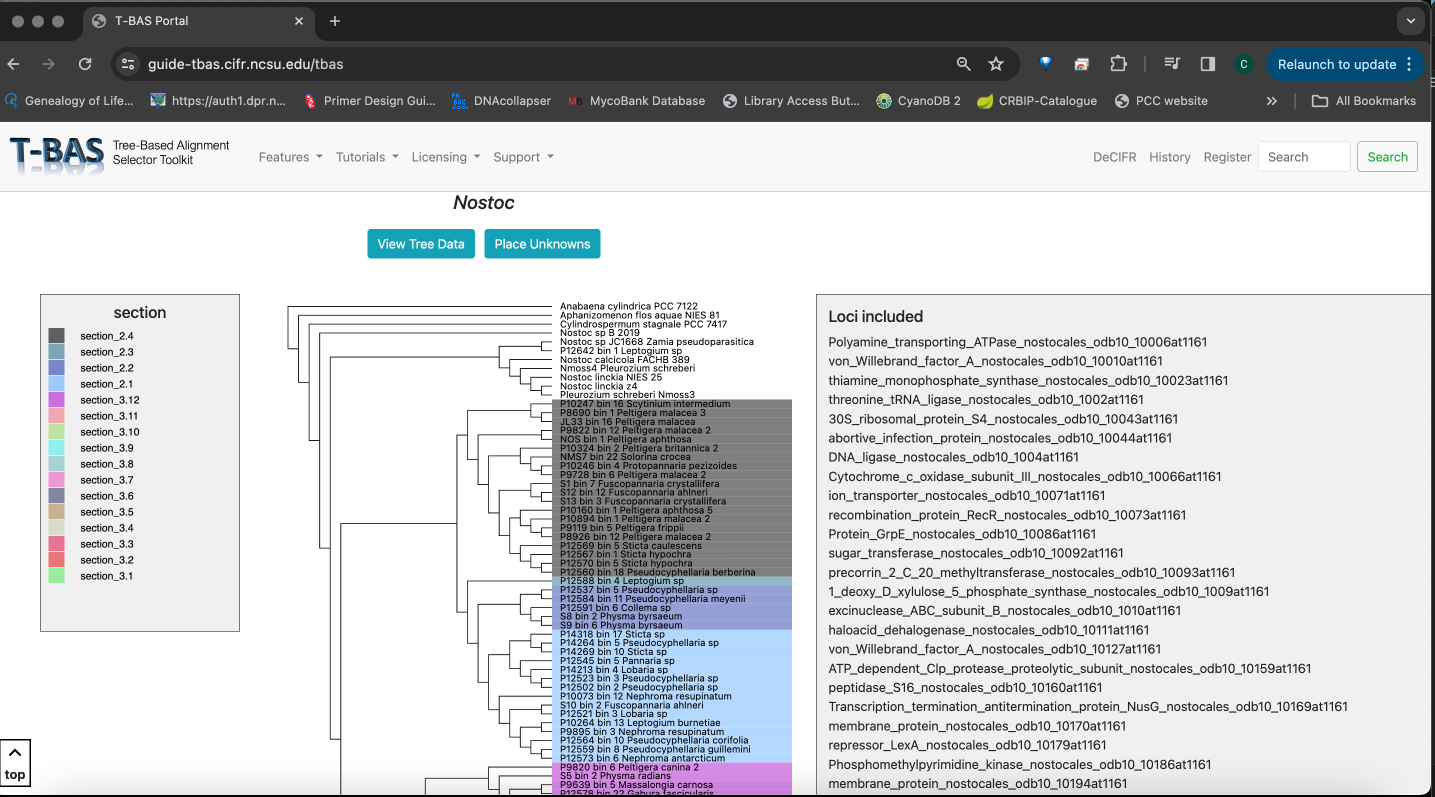 T-BAS Portal
guide-tbas.cifr.ncsu.edu/tbas
C
Relaunch to update
Genealogy of Life...
https://auth1.dpr.n...
Primer Design Gui...
DNAcollapser
MycoBank Database
Library Access But...
CyanoDB 2
CRBIP-Catalogue
PCC website
All Bookmarks
T-BAS
Tree-Based Alignment
Selector Toolkit
Features
Tutorials
Licensing
Support
DeCIFR
History
Register
Search
Search
Nostoc
View Tree Data
Place Unknowns
section
section_2.4
section_2.3
section_2.2
section_2.1
section_3.12
section_3.11
section_3.10
section_3.9
section_3.8
section_3.7
section_3.6
section_3.5
section_3.4
section_3.3
section_3.2
section_3.1
Anabaena cylindrica PCC 7122
Aphanizomenon flos aquae NIES 81
Cylindrospermum stagnale PCC 7417
Nostoc sp B 2019
Nostoc sp JC1668 Zamia pseudoparasitica
P12642 bin 1 Leptogium sp
Nostoc calcicola FACHB 389
Nmoss4 Pleurozium schreberi
Nostoc linckia NIES 25
Nostoc linckia z4
Pleurozium schreberi Nmoss3
P10247 bin 16 Scytinium intermedium
P8690 bin 1 Peltigera malacea 3
JL33 bin 16 Peltigera malacea
P9822 bin 12 Peltigera malacea 2
NOS bin 1 Peltigera aphthosa
P10324 bin 2 Peltigera britannica 2
NMS7 bin 22 Solorina crocea
P10246 bin 4 Protopannaria pezizoides
P9728 bin 6 Peltigera malacea 2
S1 bin 7 Fuscopannaria crystallifera
S12 bin 12 Fuscopannaria ahlneri
S13 bin 3 Fuscopannaria crystallifera
P10160 bin 1 Peltigera aphthosa 5
P10894 bin 1 Peltigera malacea 2
P9119 bin 5 Peltigera frippii
P8926 bin 12 Peltigera malacea 2
P12569 bin 5 Sticta caulescens
P12567 bin 1 Sticta hypochra
P12570 bin 5 Sticta hypochra
P12560 bin 18 Pseudocyphellaria berberina
P12588 bin 4 Leptogium sp
P12537 bin 5 Pseudocyphellaria sp
P12584 bin 11 Pseudocyphellaria meyenii
P12591 bin 6 Collema sp
S8 bin 2 Physma byrsaeum
S9 bin 6 Physma byrsaeum
P14318 bin 17 Sticta sp
P14264 bin 5 Pseudocyphellaria sp
P14269 bin 10 Sticta sp
P12545 bin 5 Pannaria sp
P14213 bin 4 Lobaria sp
P12523 bin 3 Pseudocyphellaria sp
P12502 bin 2 Pseudocyphellaria sp
P10073 bin 12 Nephroma resupinatum
S10 bin 2 Fuscopannaria ahlneri
P12521 bin 3 Lobaria sp
P10264 bin 13 Leptogium burnetiae
P9895 bin 3 Nephroma resupinatum
P12564 bin 10 Pseudocyphellaria corifolia
P12559 bin 8 Pseudocyphellaria guillemini
P12573 bin 6 Nephroma antarcticum
P9820 bin 6 Peltigera canina 2
S5 bin 2 Physma radians
P9639 bin 5 Massalongia carnosa
P12578 bin 22 Gabura fascicularis
Loci included
Polyamine_transporting_ATPase_nostocales_odb10_10006at1161
von_Willebrand_factor_A_nostocales_odb10_10010at1161
thiamine_monophosphate_synthase_nostocales_odb10_10023at1161
threonine_tRNA_ligase_nostocales_odb10_1002at1161
30S_ribosomal_protein_S4_nostocales_odb10_10043at1161
abortive_infection_protein_nostocales_odb10_10044at1161
DNA_ligase_nostocales_odb10_1004at1161
Cytochrome_c_oxidase_subunit_III_nostocales_odb10_10066at1161
ion_transporter_nostocales_odb10_10071at1161
recombination_protein_RecR_nostocales_odb10_10073at1161
Protein_GrpE_nostocales_odb10_10086at1161
sugar_transferase_nostocales_odb10_10092at1161
precorrin_2_C_20_methyltransferase_nostocales_odb10_10093at1161
1_deoxy_D_xylulose_5_phosphate_synthase_nostocales_odb10_1009at1161
excinuclease_ABC_subunit_B_nostocales_odb10_1010at1161
haloacid_dehalogenase_nostocales_odb10_10111at1161
von_Willebrand_factor_A_nostocales_odb10_10127at1161
ATP_dependent_Clp_protease_proteolytic_subunit_nostocales_odb10_10159at1161
peptidase_S16_nostocales_odb10_10160at1161
Transcription_termination_antitermination_protein_NusG_nostocales_odb10_10169at1161
membrane_protein_nostocales_odb10_10170at1161
repressor_LexA_nostocales_odb10_10179at1161
Phosphomethylpyrimidine_kinase_nostocales_odb10_10186at1161
membrane_protein_nostocales_odb10_10194at1161
top